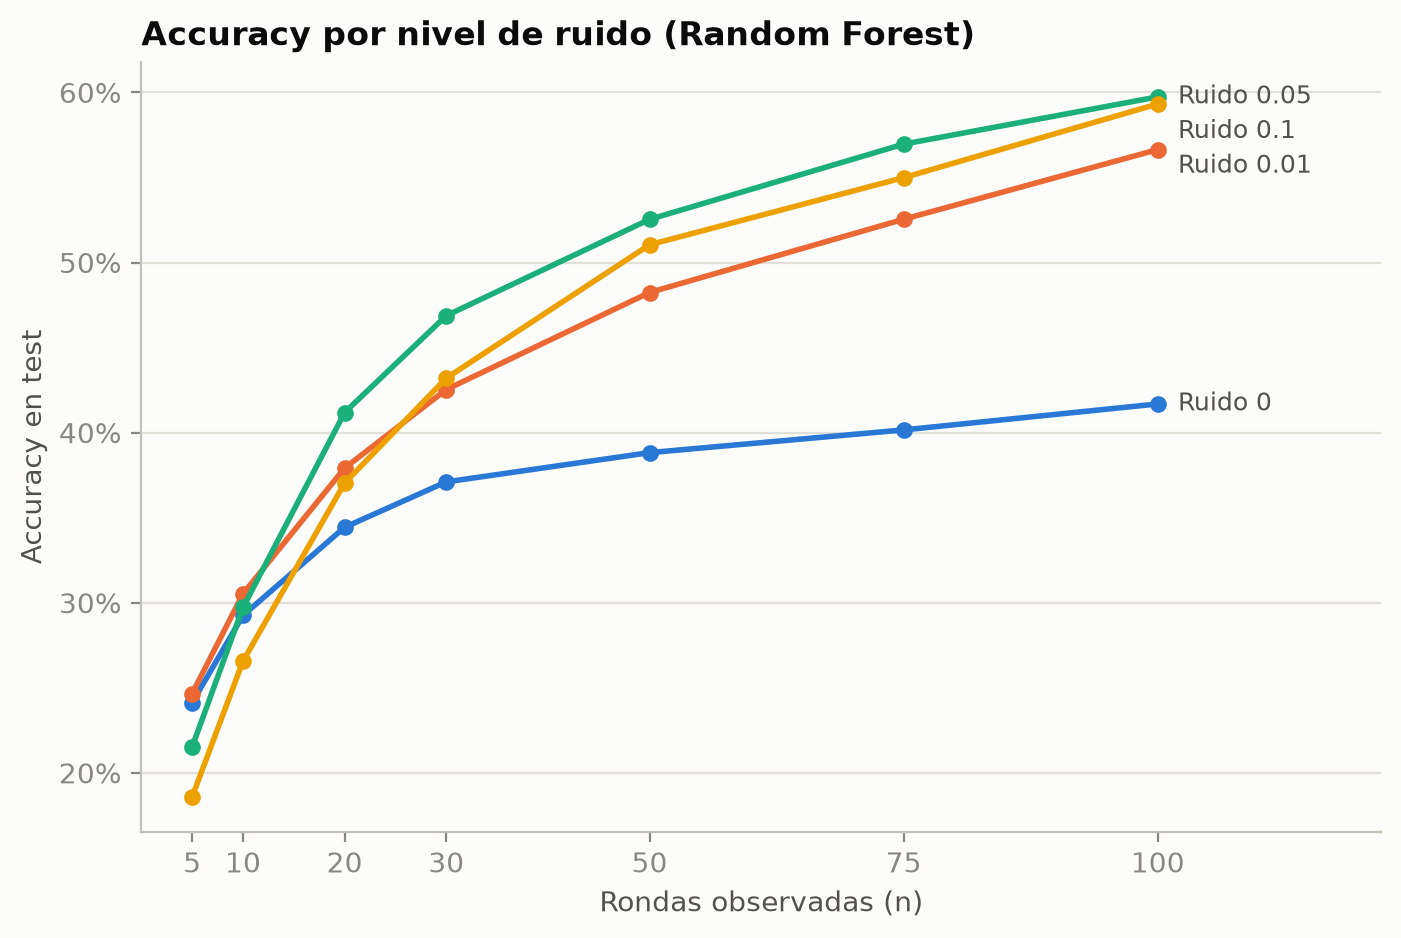 Accuracy por nivel de ruido (Random Forest)
60%
50%
40%
30%
20%
Accuracy en test
Ruido 0.05
Ruido 0.1
Ruido 0.01
Ruido 0
5 10 20 30 50 75 100
Rondas observadas (n)